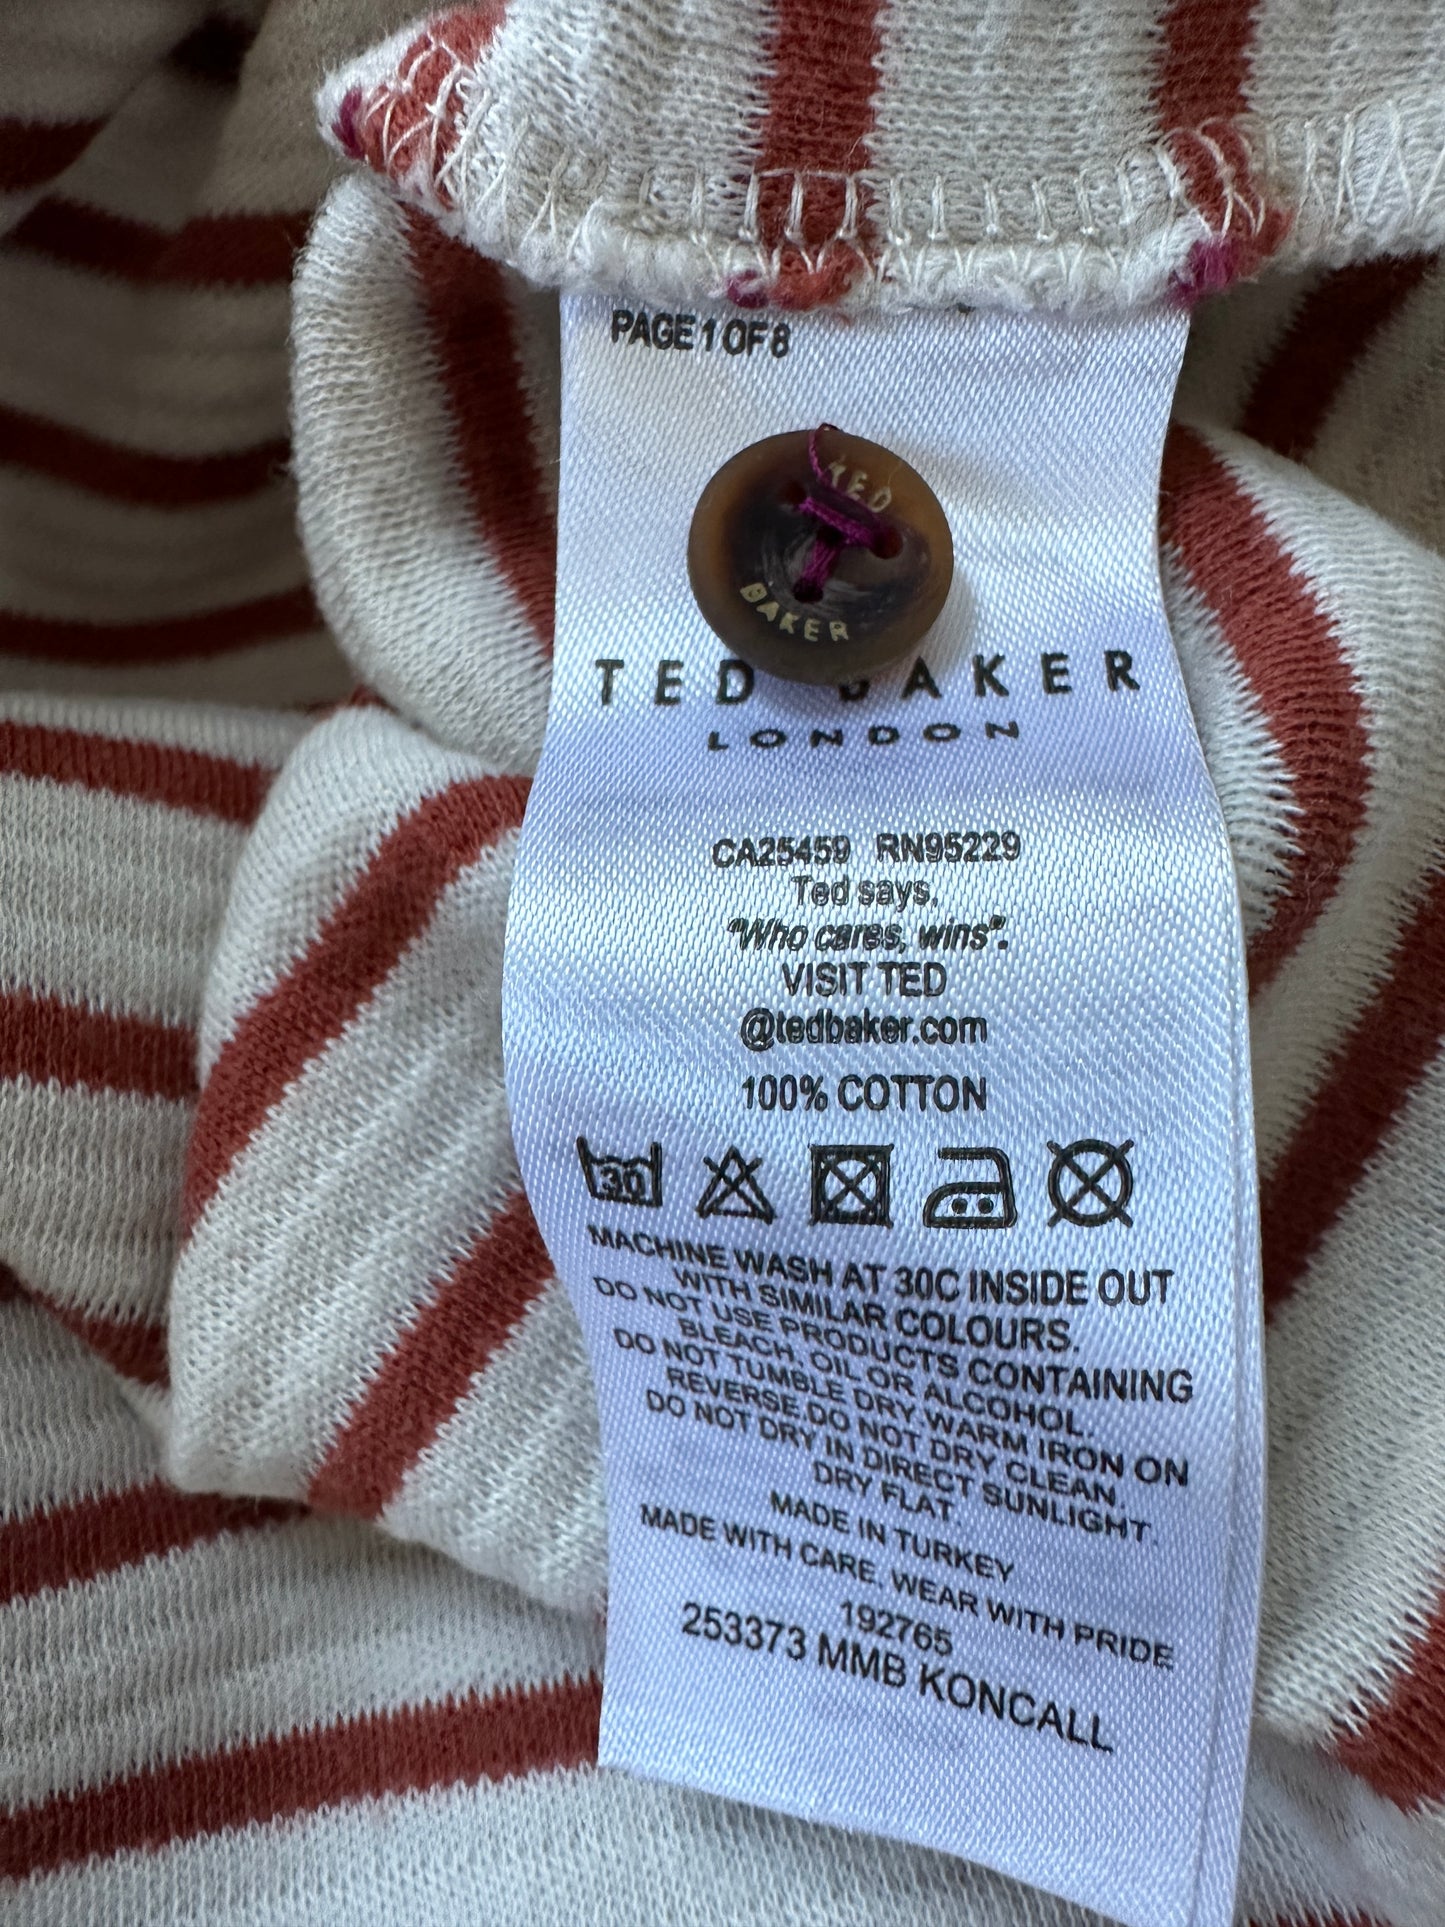 PAGE 1 OF 8
TED
BAKER
TED BAKER
LONDON
CA25459 RN95229
Ted says,
"Who cares, wins".
VISIT TED
@tedbaker.com
100% COTTON
30
MACHINE WASH AT 30C INSIDE OUT
WITH SIMILAR COLOURS.
DO NOT USE PRODUCTS CONTAINING
BLEACH, OIL OR ALCOHOL.
DO NOT TUMBLE DRY.WARM IRON ON
REVERSE.DO NOT DRY CLEAN.
DO NOT DRY IN DIRECT SUNLIGHT.
DRY FLAT.
MADE IN TURKEY
MADE WITH CARE. WEAR WITH PRIDE
192765
253373 MMB KONCALL